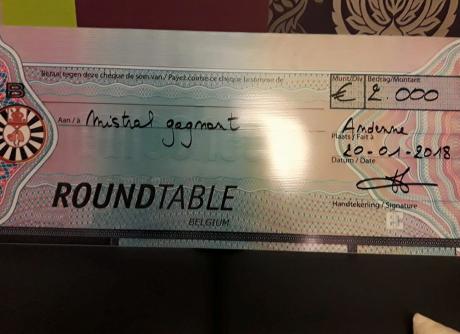 Betaal tegen deze cheque de som van / Payez contre ce chèque la somme de
Munt/Div Bedrag/Montant
€ 2.000
B
Aan / à Mistral gagnant
Andenne
Plaats / Fait à
20-01-2018
Datum / Date
ROUNDTABLE
BELGIUM
Handtekening / Signature